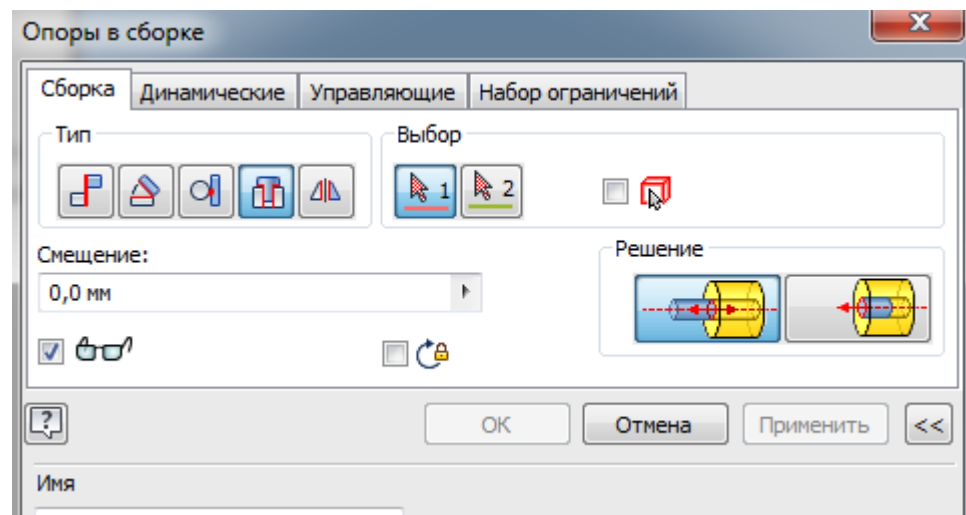 Опоры в сборке
Сборка Динамические Управляющие Набор ограничений
Тип Выбор
1 2
Смещение: Решение
0,0 мм
? ОК Отмена Применить <<
Имя